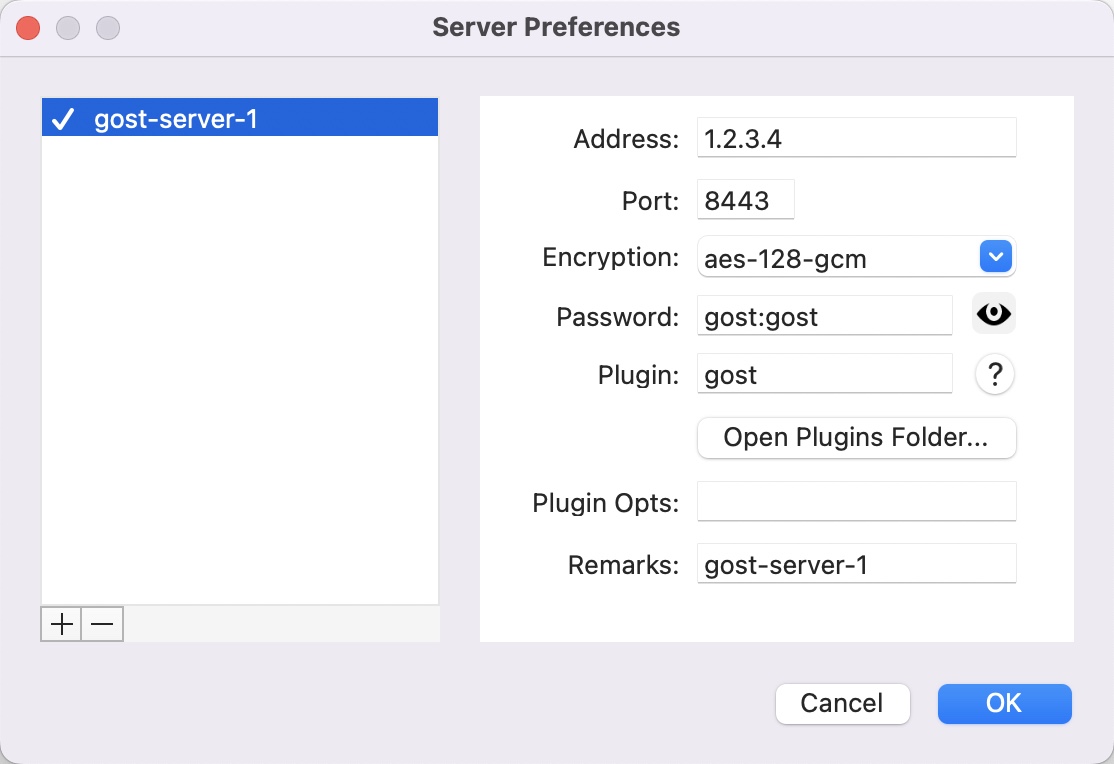 Server Preferences
gost-server-1
Address: 1.2.3.4
Port: 8443
Encryption: aes-128-gcm
Password: gost:gost
Plugin: gost
?
Open Plugins Folder...
Plugin Opts:
Remarks: gost-server-1
Cancel OK